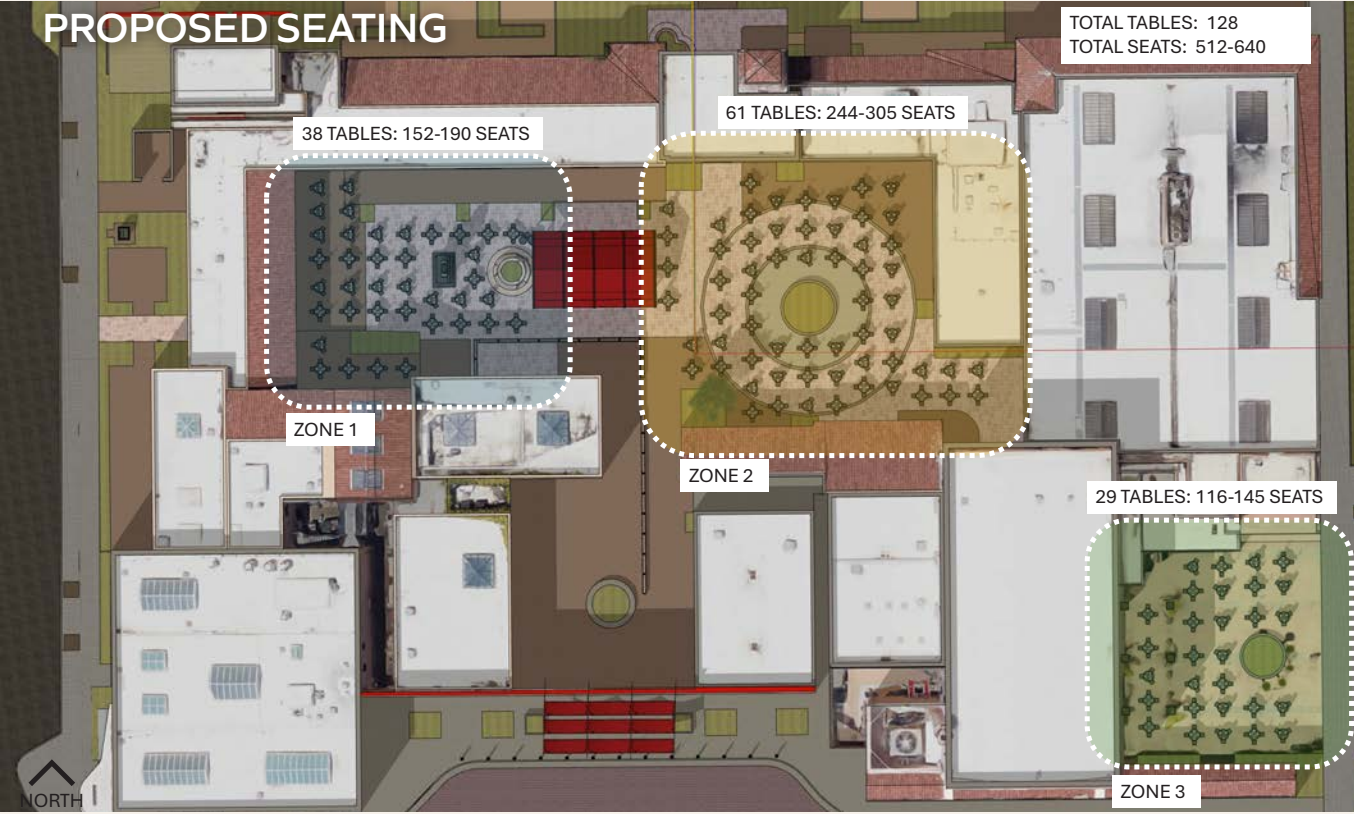 PROPOSED SEATING
TOTAL TABLES: 128
TOTAL SEATS: 512-640
61 TABLES: 244-305 SEATS
38 TABLES: 152-190 SEATS
ZONE 1
ZONE 2
29 TABLES: 116-145 SEATS
ZONE 3
NORTH